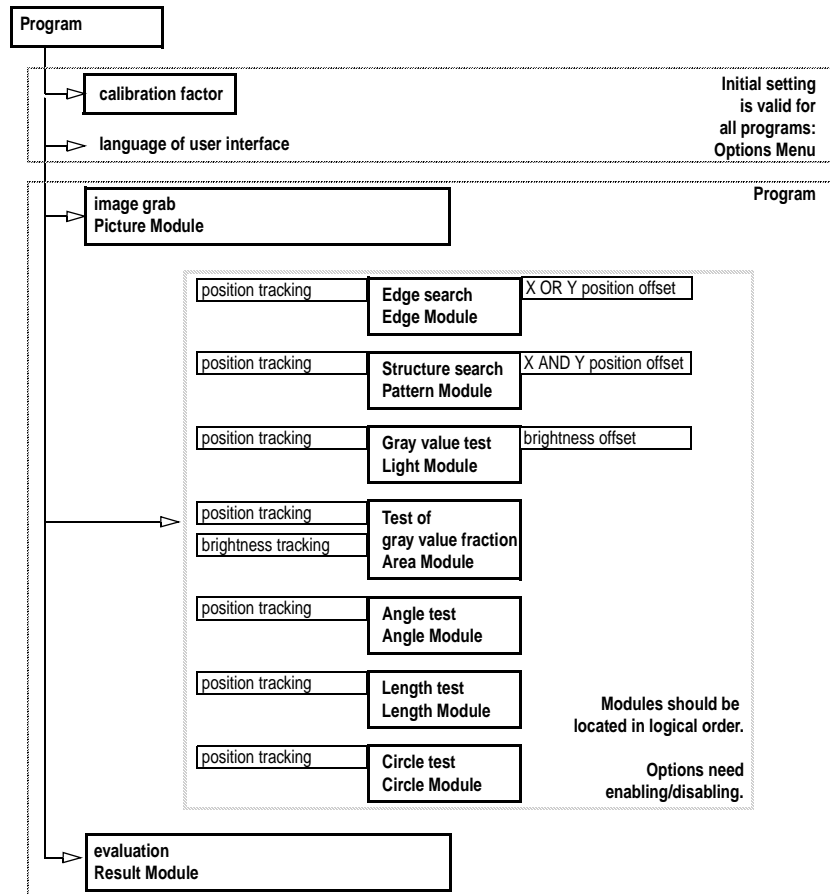 Program
calibration factor
language of user interface
Initial setting
is valid for
all programs:
Options Menu
Program
image grab
Picture Module
position tracking
Edge search
Edge Module
X OR Y position offset
position tracking
Structure search
Pattern Module
X AND Y position offset
position tracking
Gray value test
Light Module
brightness offset
position tracking
brightness tracking
Test of
gray value fraction
Area Module
position tracking
Angle test
Angle Module
position tracking
Length test
Length Module
position tracking
Circle test
Circle Module
Modules should be
located in logical order.
Options need
enabling/disabling.
evaluation
Result Module